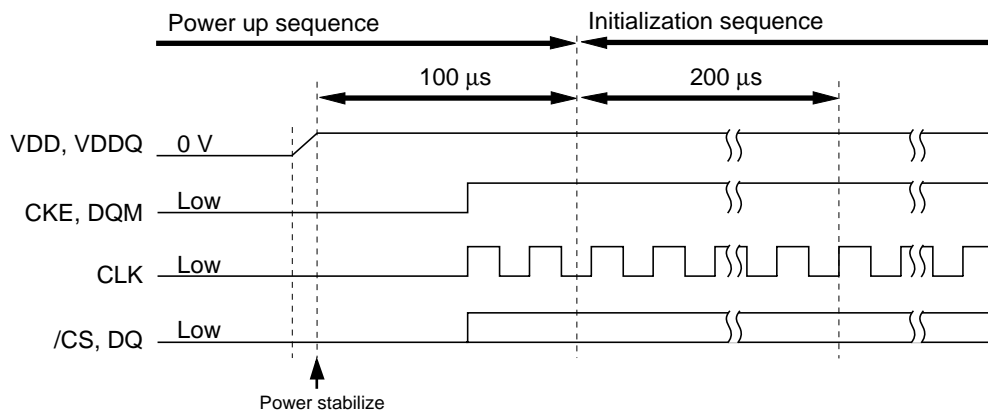 Power up sequence
Initialization sequence
100 μs
200 μs
VDD, VDDQ
0 V
CKE, DQM
Low
CLK
Low
/CS, DQ
Low
Power stabilize